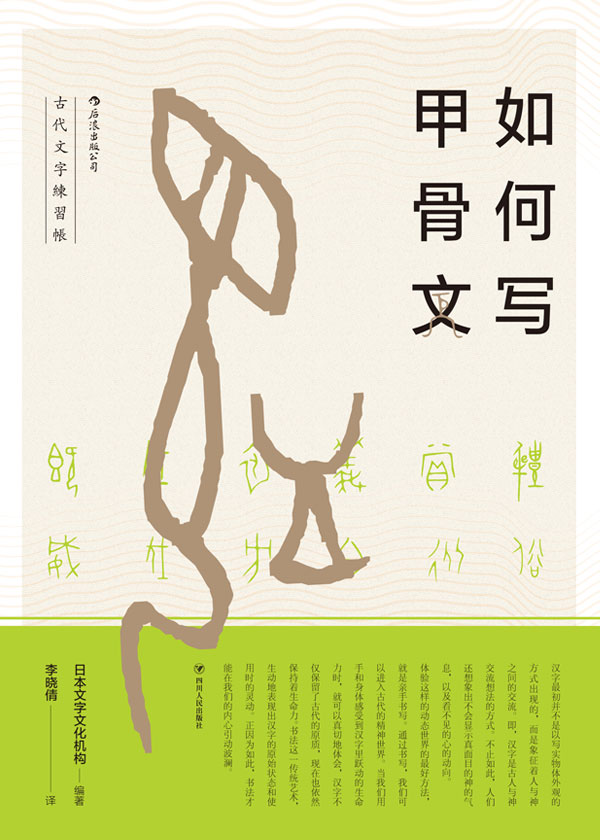 如何写
甲骨文
后浪出版公司
古代文字練習帳
汉字最初并不是以写实物体外观的
方式出现的，而是象征着人与神
之间的交流。即，汉字是古人与神
交流想法的方式。不止如此，人们
还想象出不会显示真面目的神的气
息，以及看不见的心的动向。
体验这样的动态世界的最好方法，
就是亲手书写。通过书写，我们可
以进入古代的精神世界。当我们用
手和身体感受到汉字里跃动的生命
力时，就可以真切地体会，汉字不
仅保留了古代的原质，现在也依然
保持着生命力。书法这一传统艺术，
生动地表现出汉字的原始状态和使
用时的灵动。正因为如此，书法才
能在我们的内心引动波澜。
四川人民出版社
日本文字文化机构——编著
李晓倩——译